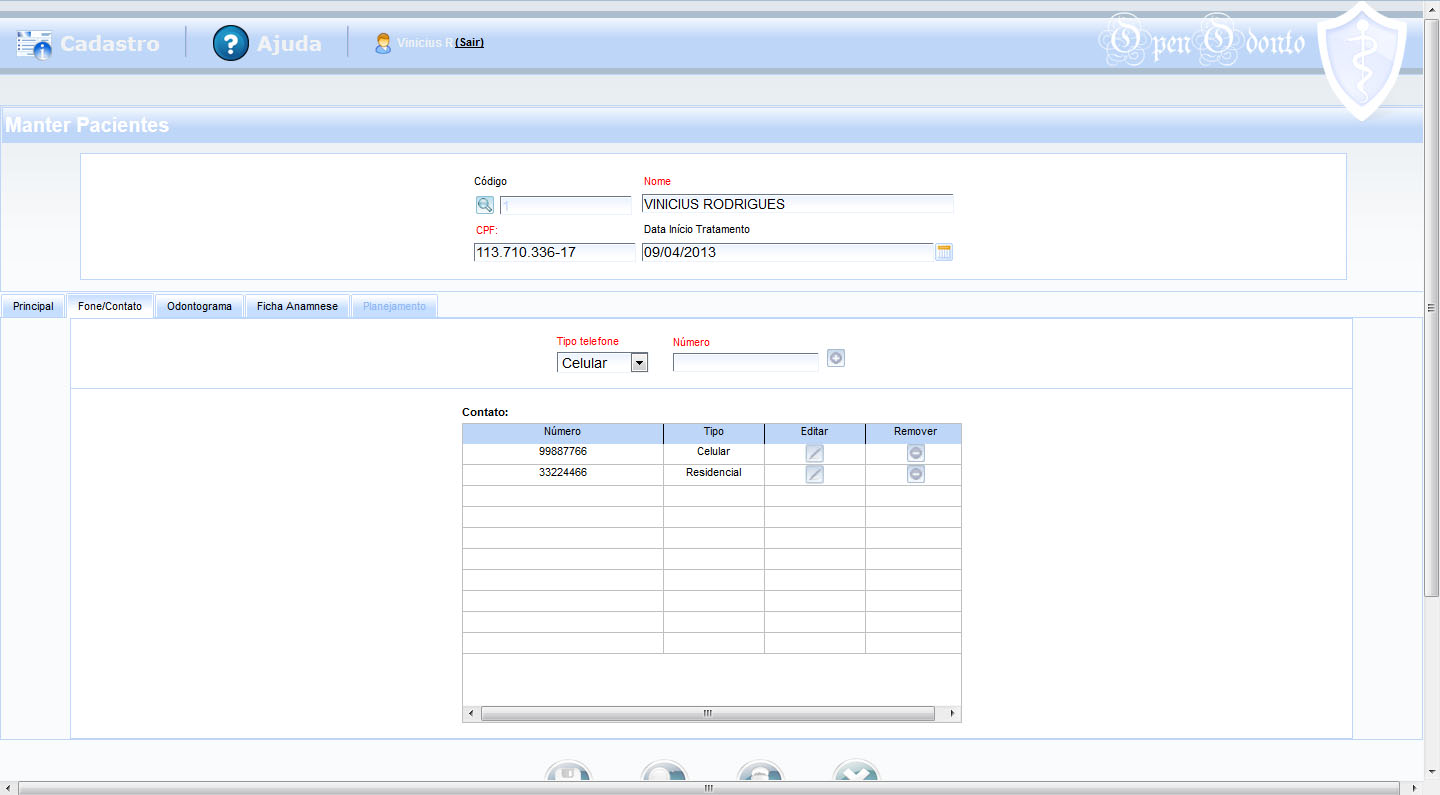 Cadastro
Ajuda
Vinicius R (Sair)
Open Odonto
Manter Pacientes
Código
Nome
1
VINICIUS RODRIGUES
CPF:
Data Início Tratamento
113.710.336-17
09/04/2013
Principal
Fone/Contato
Odontograma
Ficha Anamnese
Planejamento
Tipo telefone
Número
Celular
Contato:
Número Tipo Editar Remover
99887766 Celular
33224466 Residencial